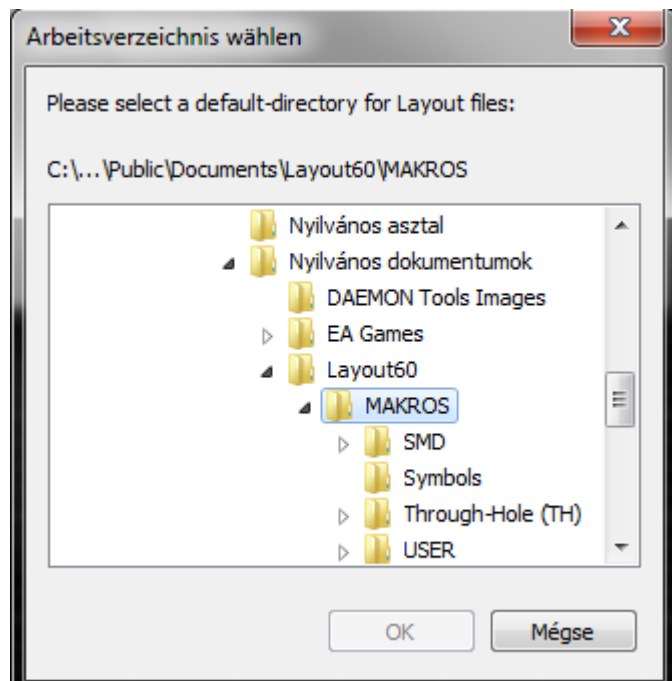 Arbeitsverzeichnis wählen
Please select a default-directory for Layout files:
C:\...\Public\Documents\Layout60\MAKROS
Nyilvános asztal
Nyilvános dokumentumok
DAEMON Tools Images
EA Games
Layout60
MAKROS
SMD
Symbols
Through-Hole (TH)
USER
OK Mégse